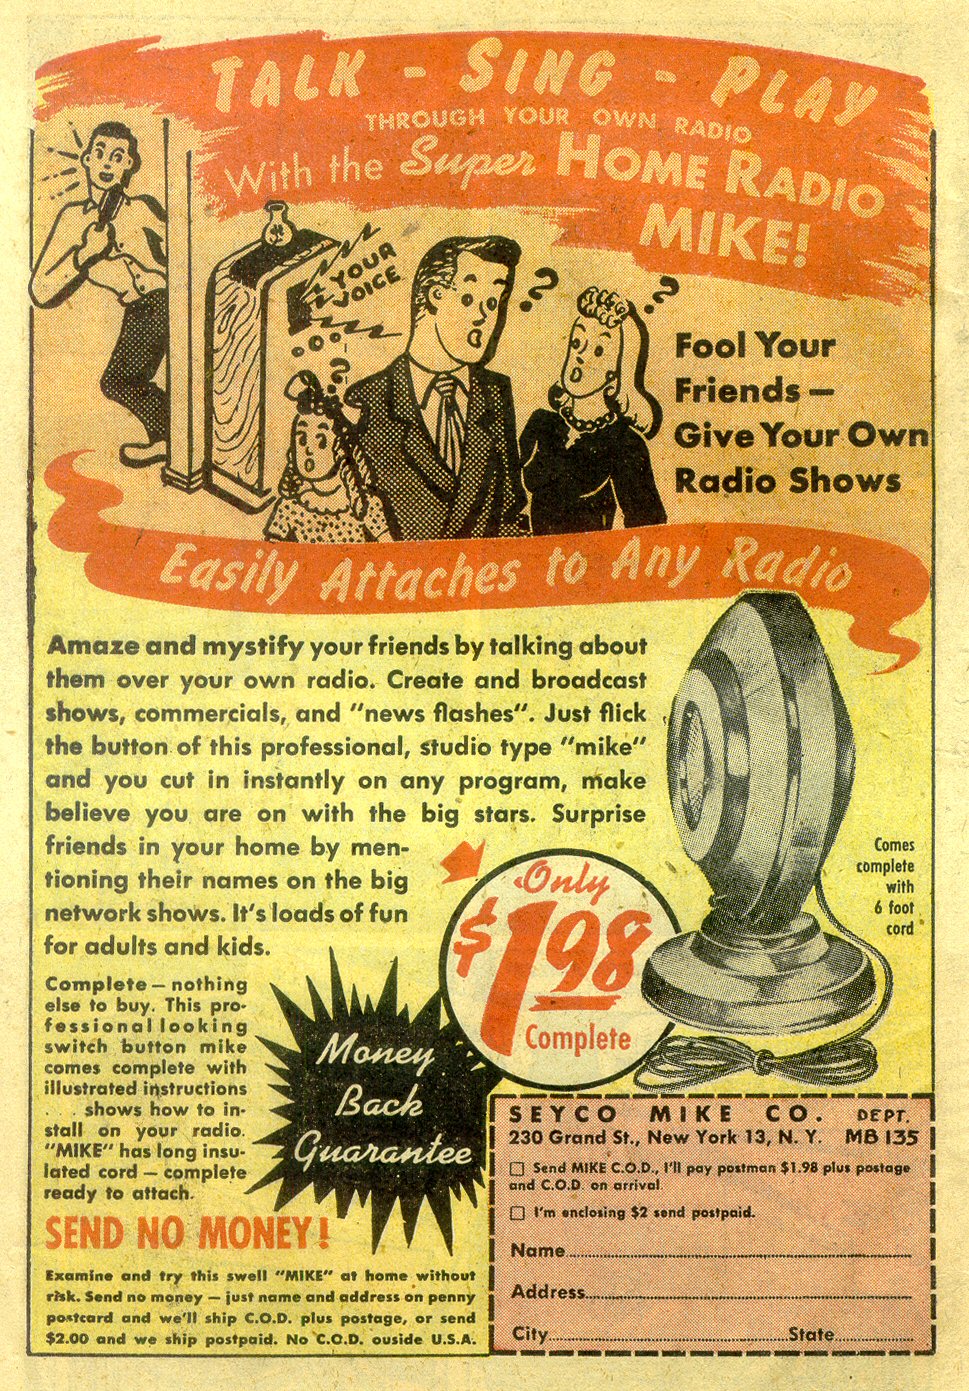 TALK - SING - PLAY
THROUGH YOUR OWN RADIO
With the Super HOME RADIO
MIKE!
YOUR
VOICE
? ?
?
Fool Your
Friends —
Give Your Own
Radio Shows
Easily Attaches to Any Radio
Amaze and mystify your friends by talking about
them over your own radio. Create and broadcast
shows, commercials, and "news flashes". Just flick
the button of this professional, studio type "mike"
and you cut in instantly on any program, make
believe you are on with the big stars. Surprise
friends in your home by men-
tioning their names on the big
network shows. It's loads of fun
for adults and kids.
Comes
complete
with
6 foot
cord
Only
$1.98
Complete
Complete — nothing
else to buy. This pro-
fessional looking
switch button mike
comes complete with
illustrated instructions
. . . shows how to in-
stall on your radio.
"MIKE" has long insu-
lated cord — complete
ready to attach.
Money
Back
Guarantee
SEND NO MONEY!
Examine and try this swell "MIKE" at home without
risk. Send no money — just name and address on penny
postcard and we'll ship C.O.D. plus postage, or send
$2.00 and we ship postpaid. No C.O.D. ouside U.S.A.
SEYCO MIKE CO. DEPT.
230 Grand St., New York 13, N. Y. MB 135
Send MIKE C.O.D., I'll pay postman $1.98 plus postage
and C.O.D. on arrival
I'm enclosing $2 send postpaid.
Name
Address
City State